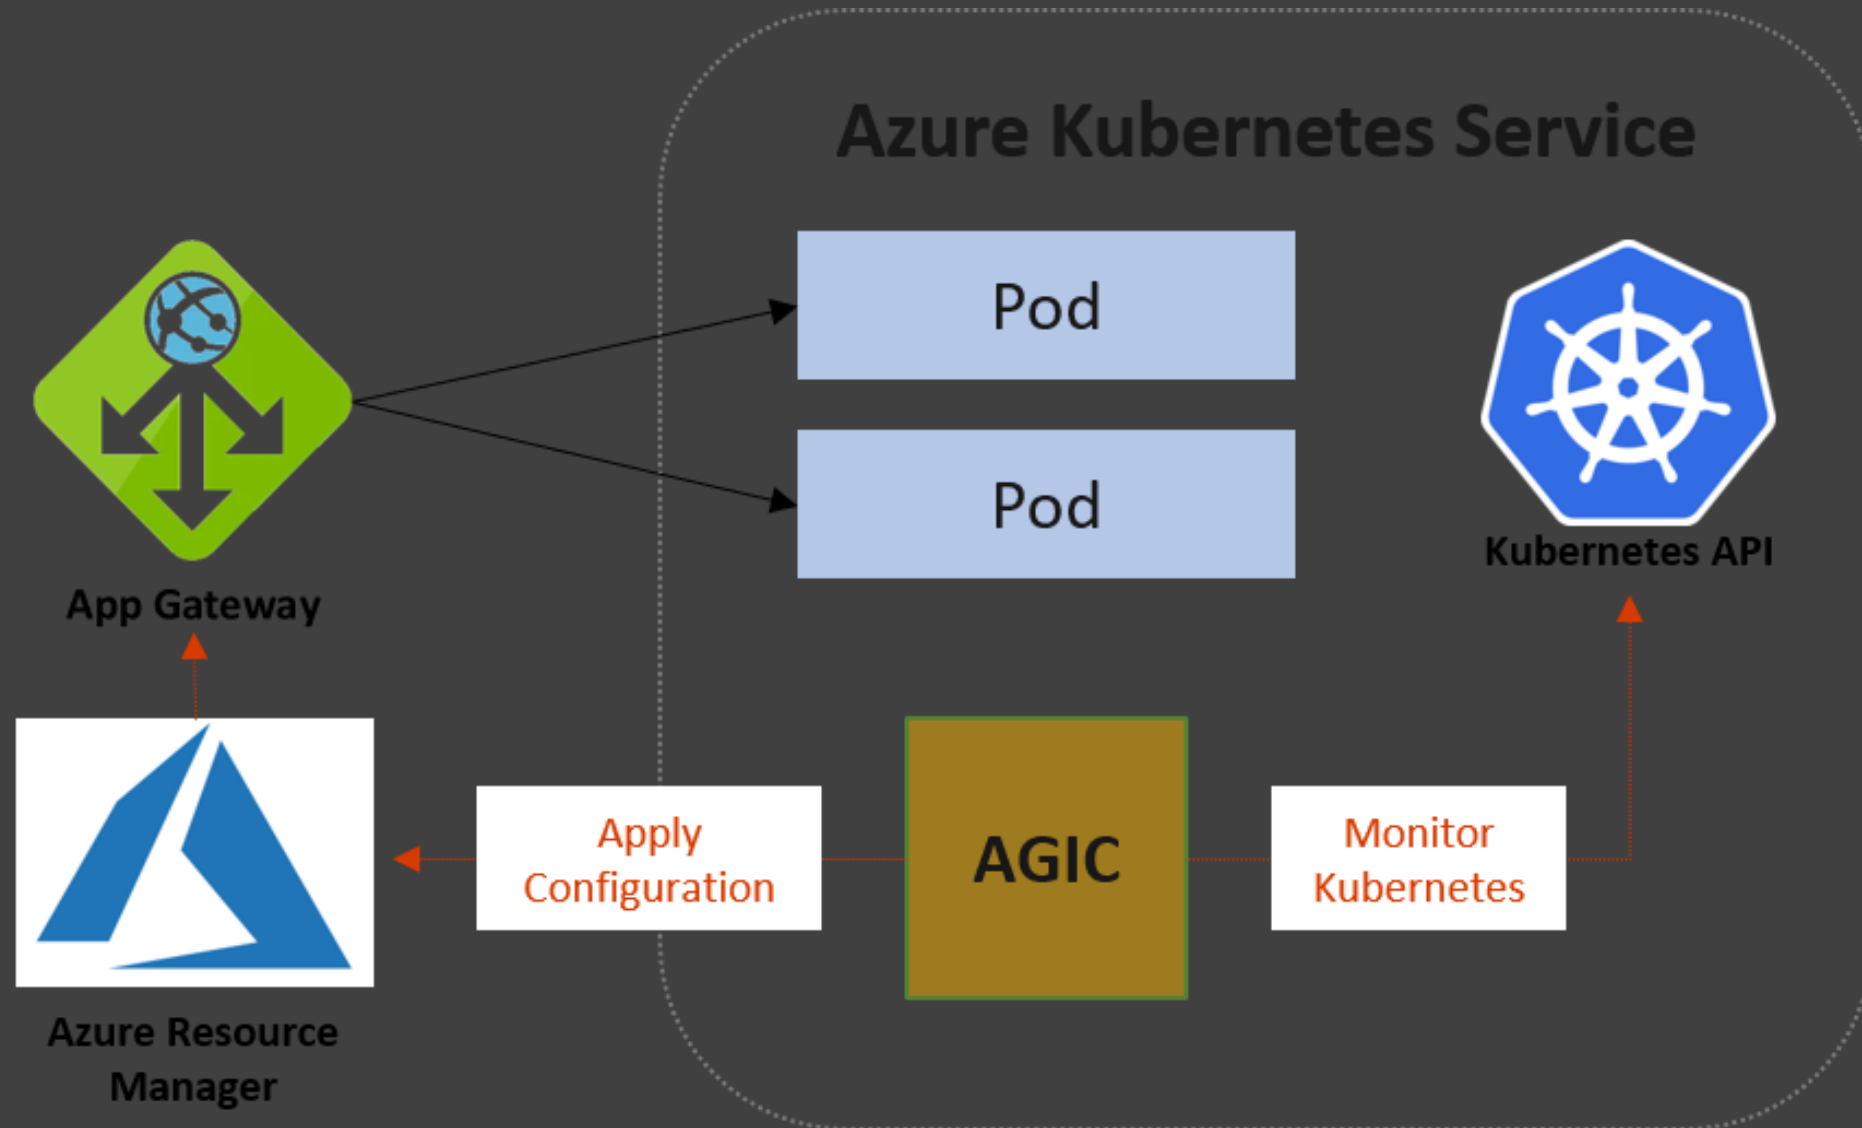 Azure Kubernetes Service
Pod
Pod
Kubernetes API
App Gateway
Apply
Configuration
AGIC
Monitor
Kubernetes
Azure Resource
Manager